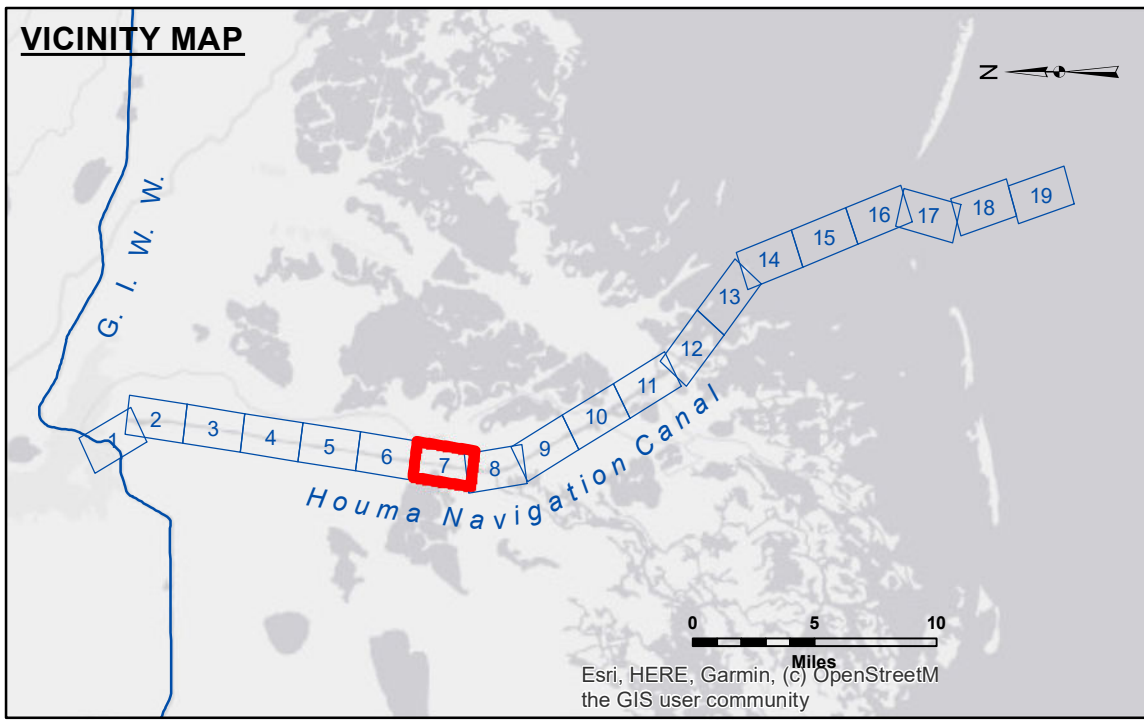 VICINITY MAP
N
G. I. W. W.
1
2
3
4
5
6
7
8
9
10
11
12
13
14
15
16
17
18
19
Houma Navigation Canal
0 5 10
Miles
Esri, HERE, Garmin, (c) OpenStreetM
the GIS user community